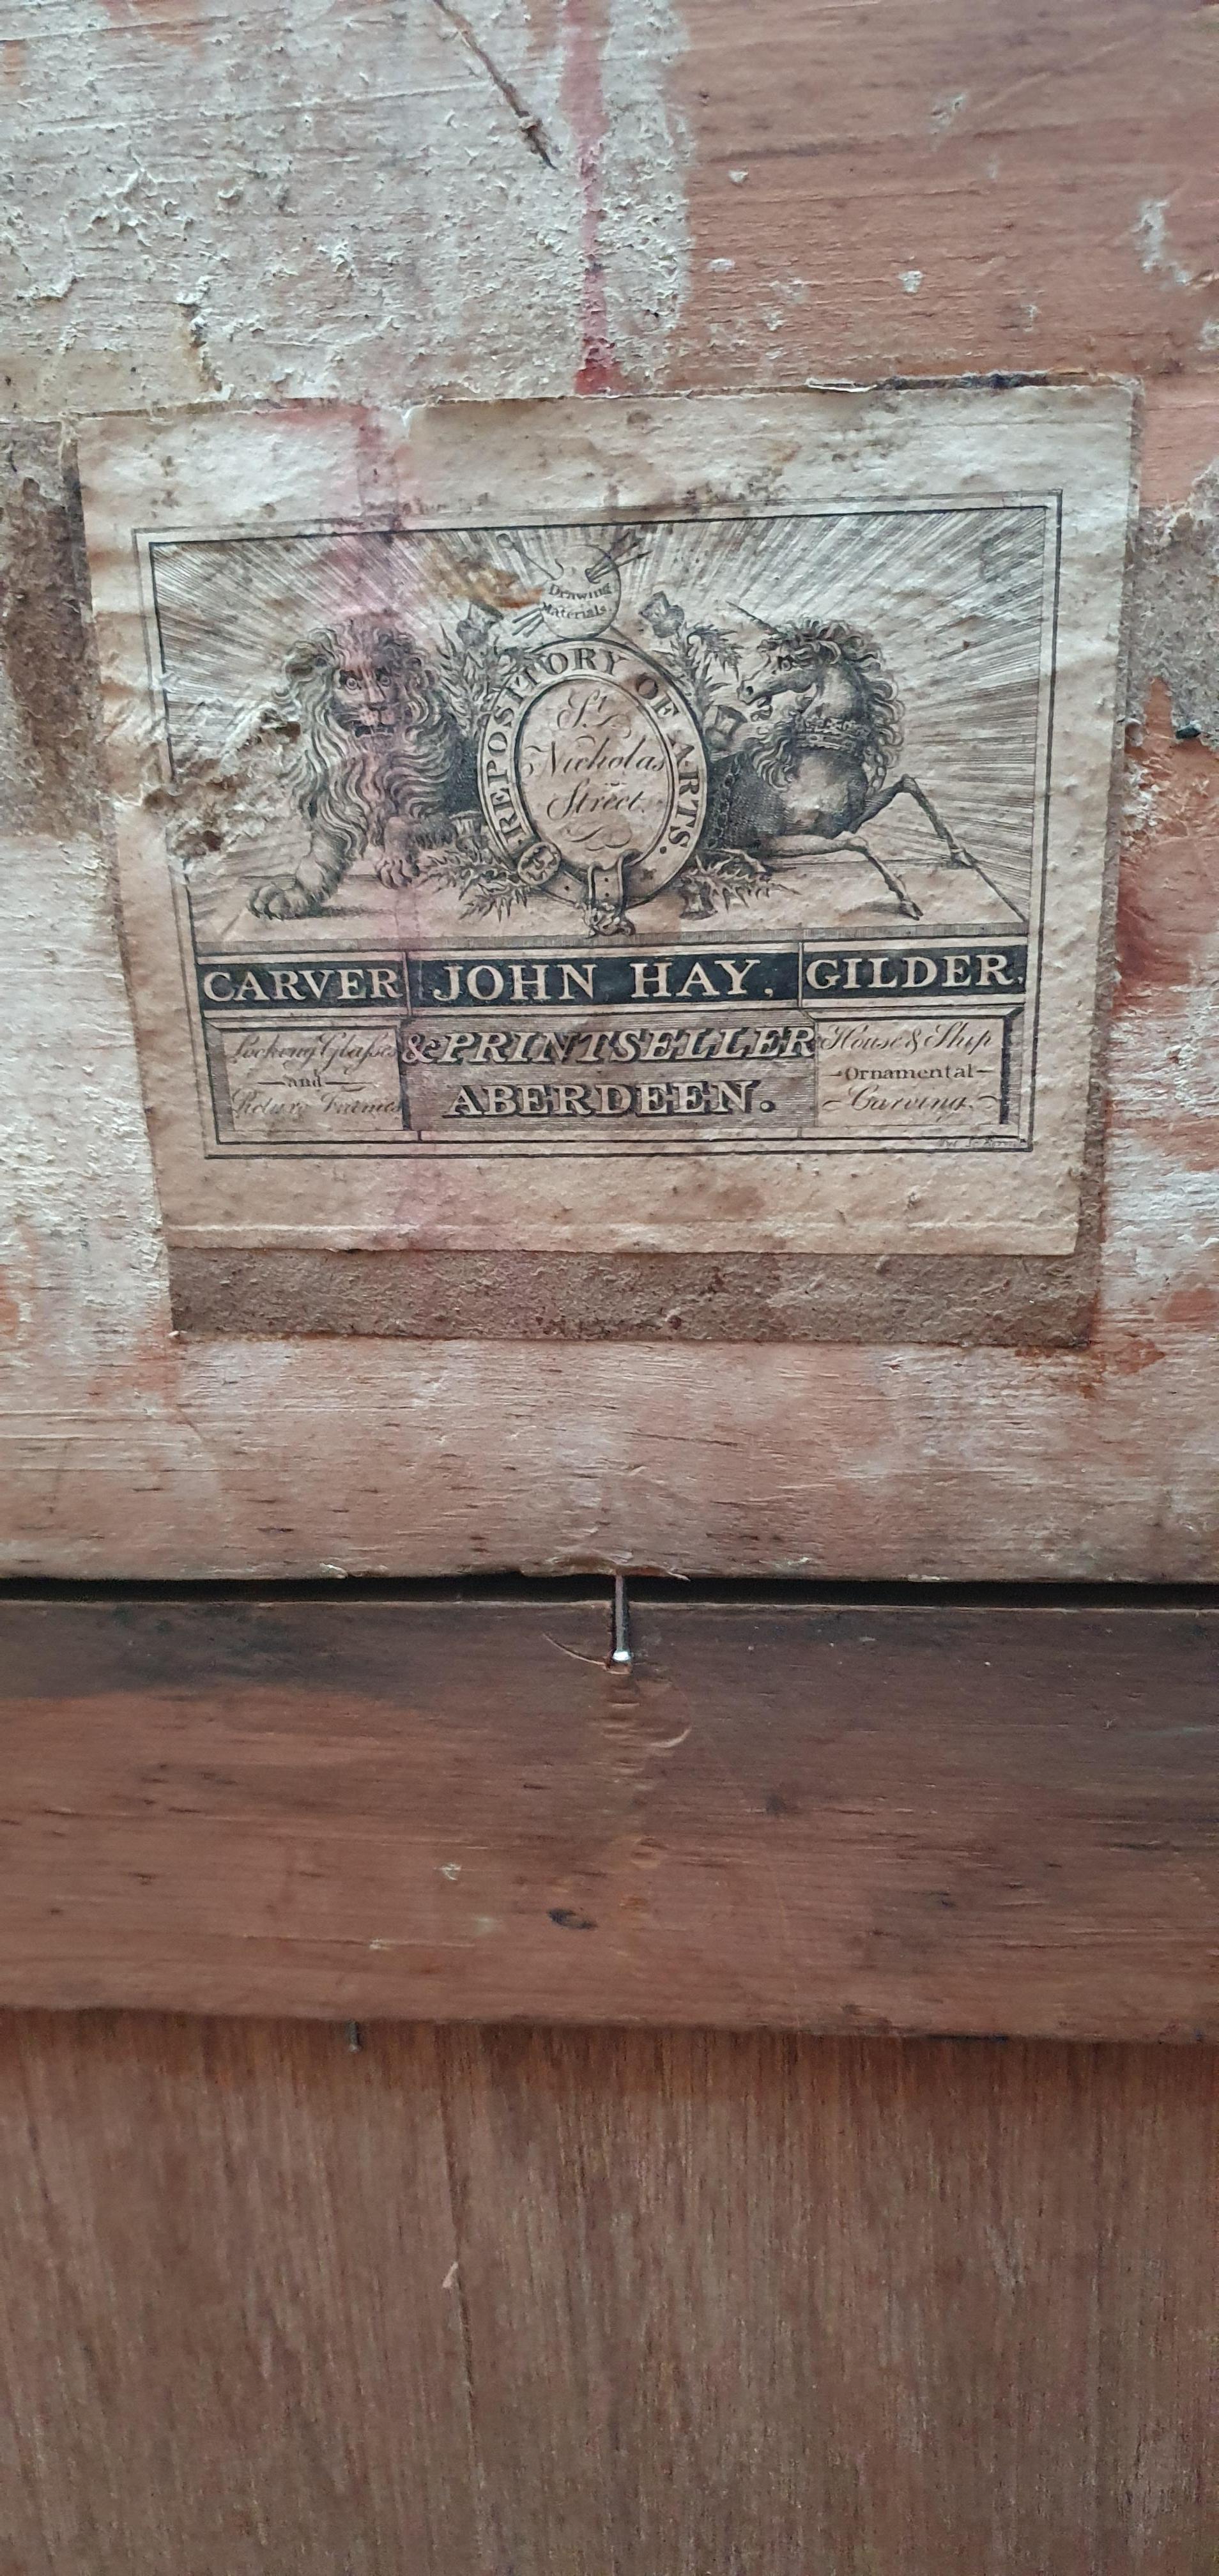 Drawing
Materials.
REPOSITORY OF ARTS.
St.
Nicholas
Street.
CARVER JOHN HAY, GILDER,
Looking Glasses &PRINTSELLER House & Ship
and Ornamental
Picture Frames ABERDEEN. Carving.